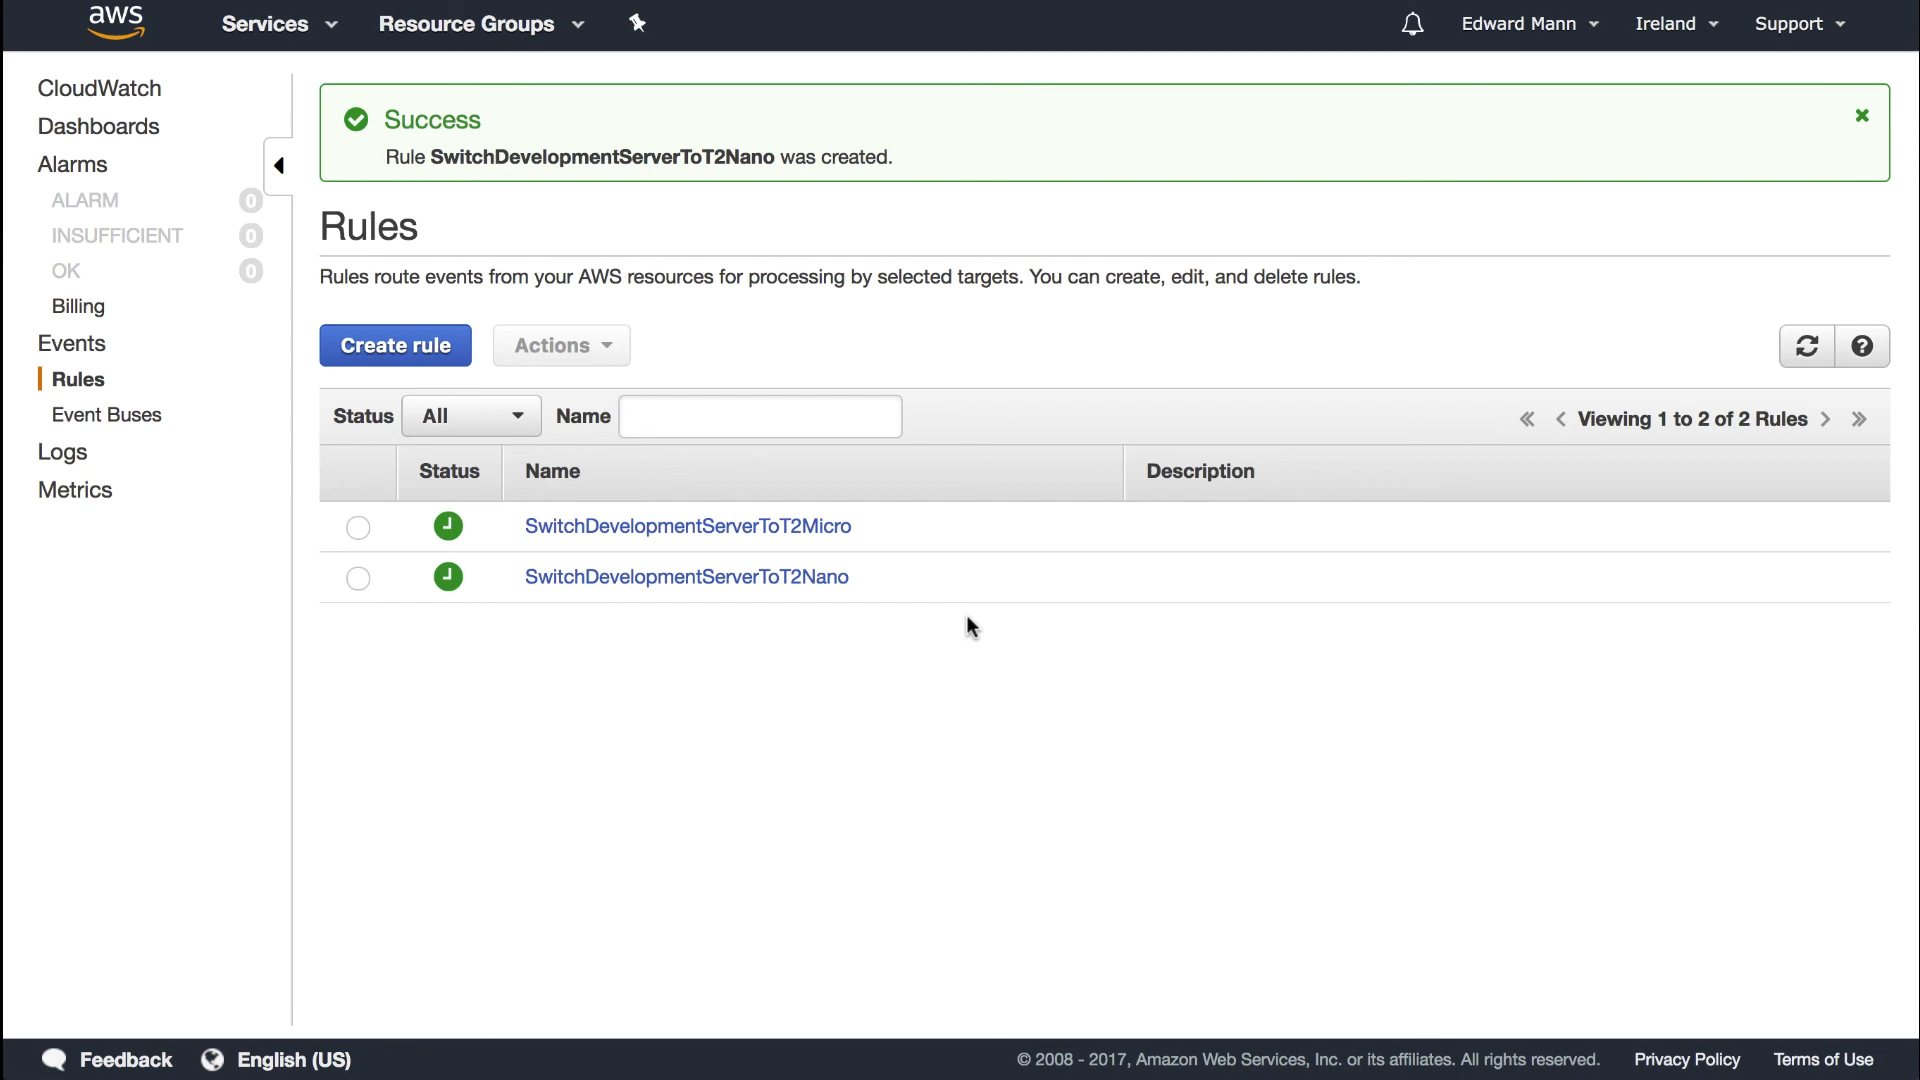 aws Services Resource Groups Edward Mann Ireland Support
CloudWatch
Dashboards
Alarms
ALARM 0
INSUFFICIENT 0
OK 0
Billing
Events
Rules
Event Buses
Logs
Metrics
Success
Rule SwitchDevelopmentServerToT2Nano was created.
Rules
Rules route events from your AWS resources for processing by selected targets. You can create, edit, and delete rules.
Create rule Actions
Status All Name « < Viewing 1 to 2 of 2 Rules > »
Status Name Description
SwitchDevelopmentServerToT2Micro
SwitchDevelopmentServerToT2Nano
Feedback English (US) © 2008 - 2017, Amazon Web Services, Inc. or its affiliates. All rights reserved. Privacy Policy Terms of Use